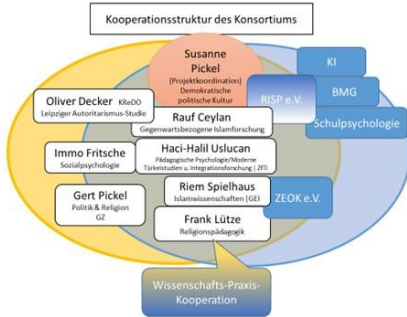 Kooperationsstruktur des Konsortiums
Susanne
Pickel
(Projektkoordination)
Demokratische
politische Kultur
KI
BMG
RISP e.V.
Schulpsychologie
Oliver Decker KReDO
Leipziger Autoritarismus-Studie
Rauf Ceylan
Gegenwartsbezogene Islamforschung
Immo Fritsche
Sozialpsychologie
Haci-Halil Uslucan
Pädagogische Psychologie/Moderne
Türkeistudien u. Integrationsforschung | ZfTI
Gert Pickel
Politik & Religion
GZ
Riem Spielhaus
Islamwissenschaften |GEI
ZEOK e.V.
Frank Lütze
Religionspädagogik
Wissenschafts-Praxis-
Kooperation